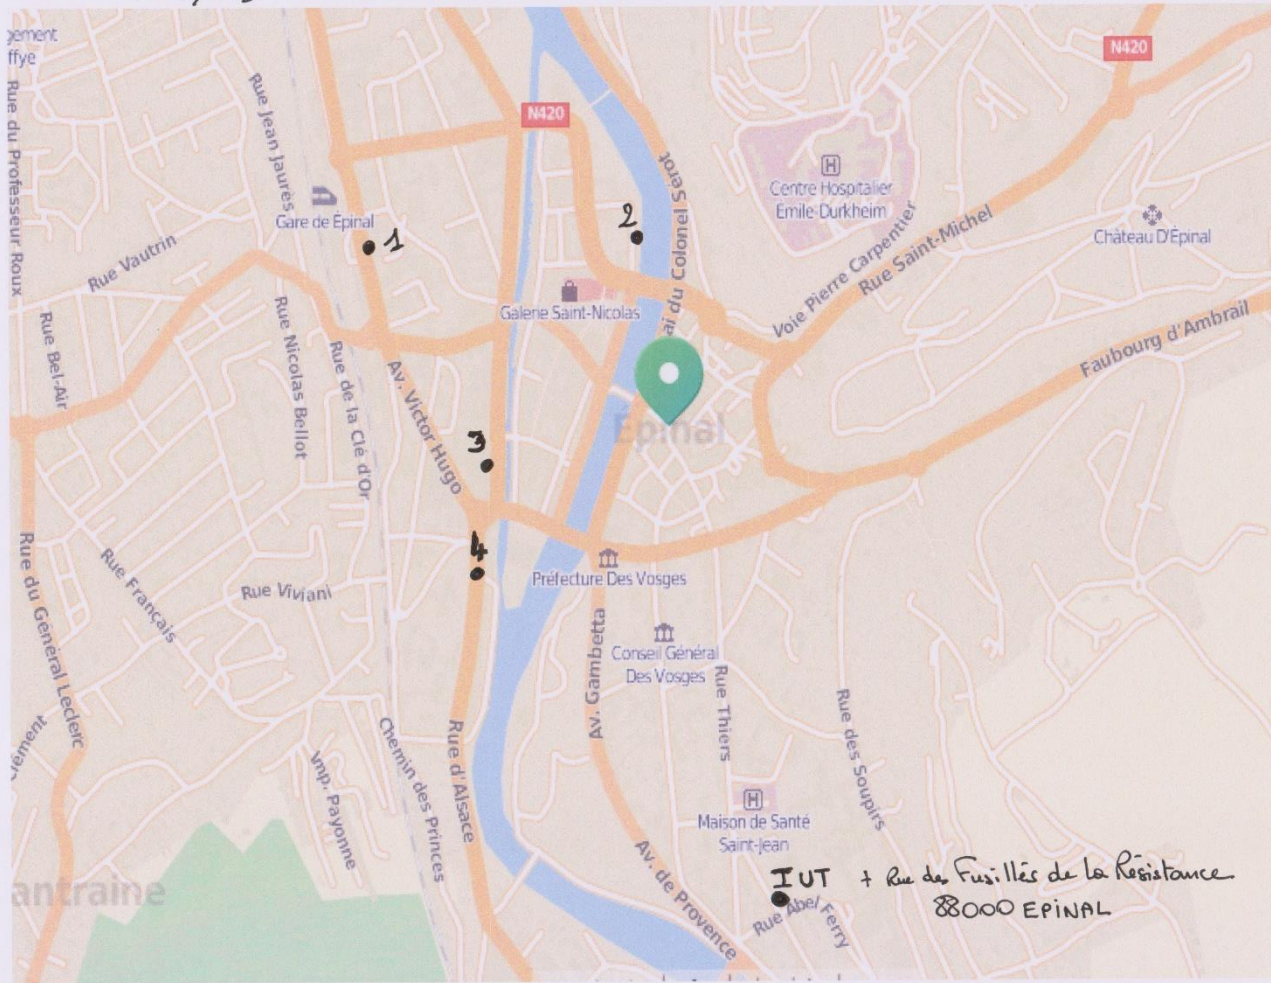 gement
ffye
N420
N420
Rue du Professeur Roux
Rue Jean Jaurès
Gare de Épinal
1
2
ai du Colonel Serot
Centre Hospitalier
Emile-Durkheim
Voie Pierre Carpentier
Rue Saint-Michel
Château D'Épinal
Rue Vautrin
Galerie Saint-Nicolas
Faubourg d'Ambrail
Rue Bel-Air
Rue Nicolas Bellot
Rue de la Clé d'Or
Av. Victor Hugo
Épinal
3
4
Préfecture Des Vosges
Rue du Général Leclerc
Rue Français
Rue Viviani
Av. Gambetta
Conseil Général
Des Vosges
Rue Thiers
Rue des Soupirs
Clément
Imp. Payonne
Chemin des Princes
Rue d'Alsace
Maison de Santé
Saint-Jean
antraine
Av. de Provence
IUT + Rue des Fusillés de la Résistance
88000 EPINAL
Rue Abel Ferry